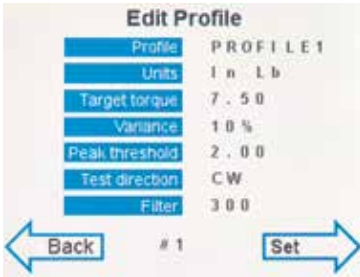 Edit Profile
Profile PROFILE1
Units In Lb
Target torque 7.50
Variance 10%
Peak threshold 2.00
Test direction CW
Filter 300
Back #1 Set